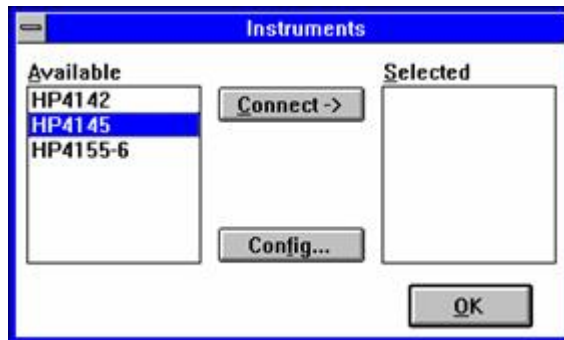 Instruments
Available
HP4142
HP4145
HP4155-6
Connect ->
Config...
Selected
OK